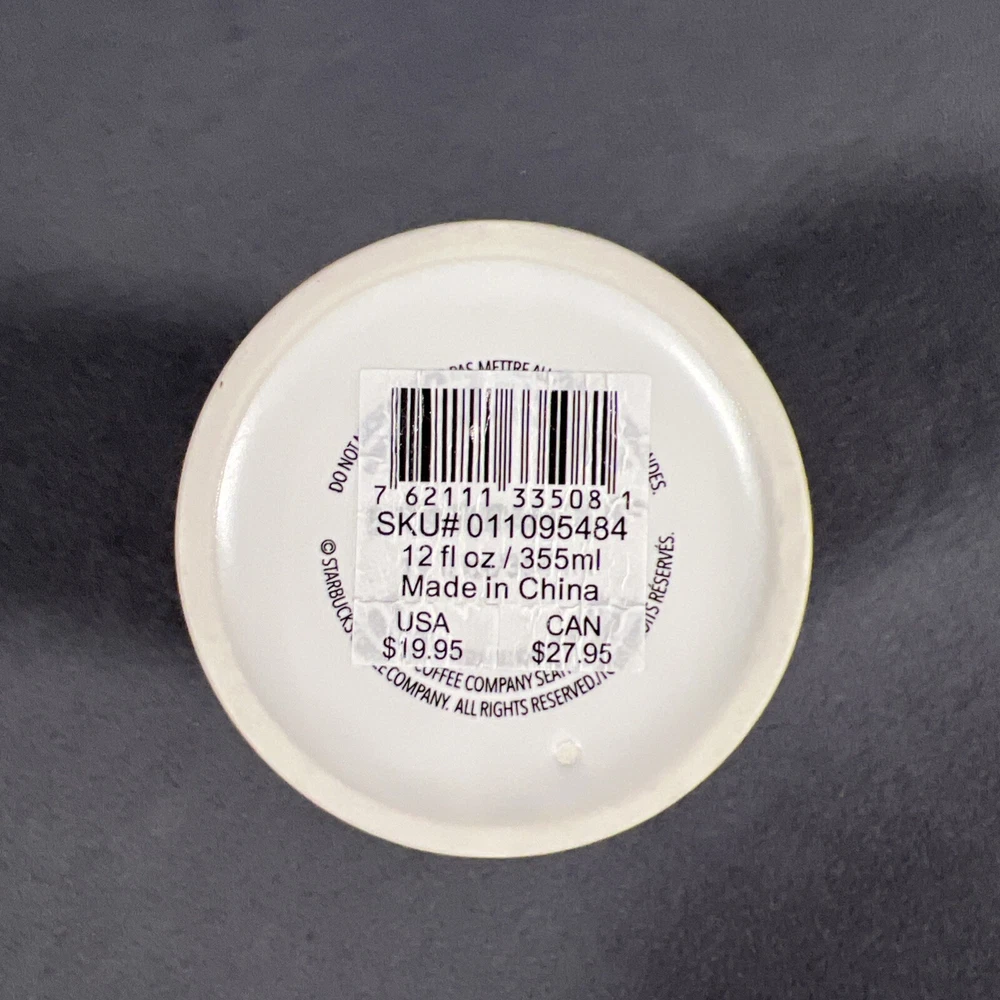 PAS METTRE AU
DO NOT
7 62111 33508 1
SKU# 011095484
12 fl oz / 355ml
Made in China
USA CAN
$19.95 $27.95
© STARBUCKS
COFFEE COMPANY
COMPANY. ALL RIGHTS RESERVED./
RÉSERVÉS.